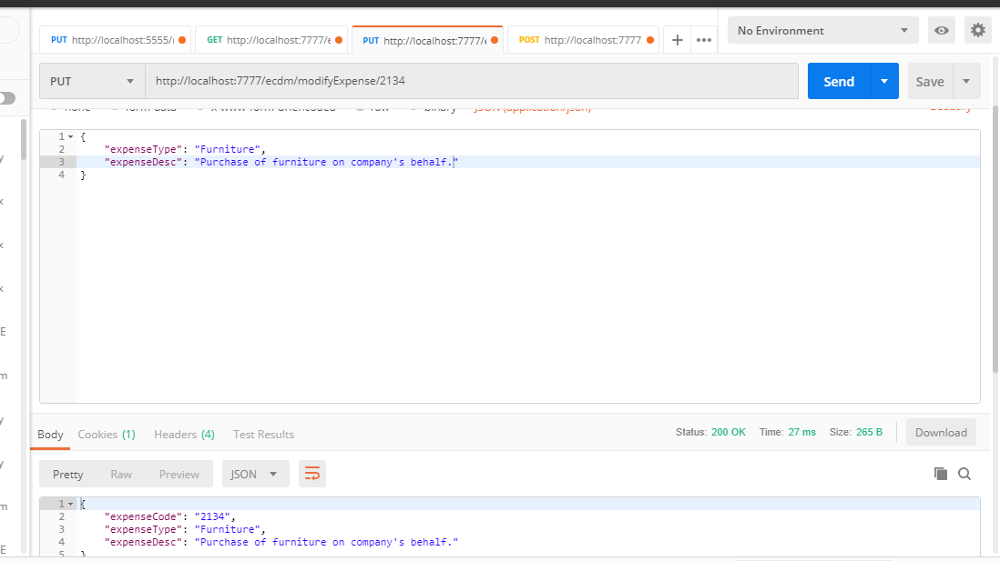 PUT http://localhost:5555/ GET http://localhost:7777/e PUT http://localhost:7777/e POST http://localhost:7777. + ••• No Environment
PUT http://localhost:7777/ecdm/modifyExpense/2134 Send Save
none form-data x-www-form-urlencoded raw binary JSON (application/json) Beautify
1 {
2 "expenseType": "Furniture",
3 "expenseDesc": "Purchase of furniture on company's behalf."
4 }
Body Cookies (1) Headers (4) Test Results Status: 200 OK Time: 27 ms Size: 265 B Download
Pretty Raw Preview JSON
1 {
2 "expenseCode": "2134",
3 "expenseType": "Furniture",
4 "expenseDesc": "Purchase of furniture on company's behalf."
5 }